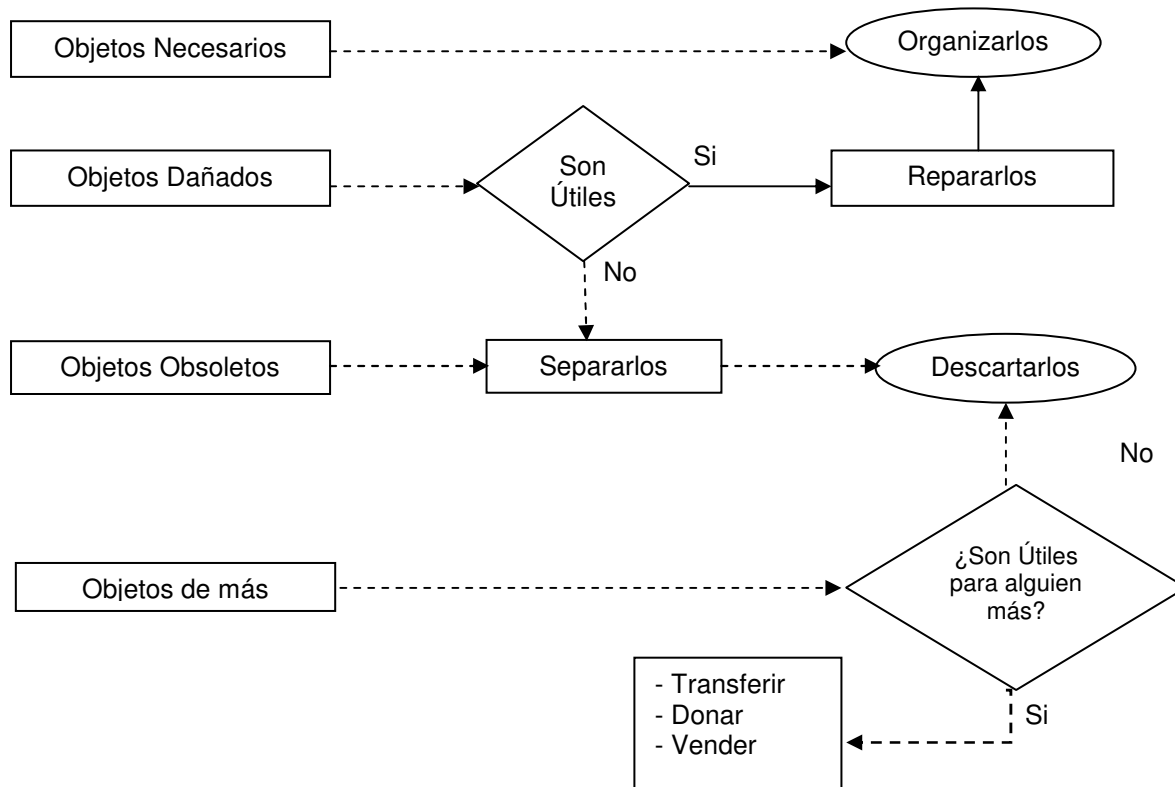 Objetos Necesarios
Organizarlos
Objetos Dañados
Son
Útiles
Si
Repararlos
No
Objetos Obsoletos
Separarlos
Descartarlos
No
Objetos de más
¿Son Útiles
para alguien
más?
Si
- Transferir
- Donar
- Vender